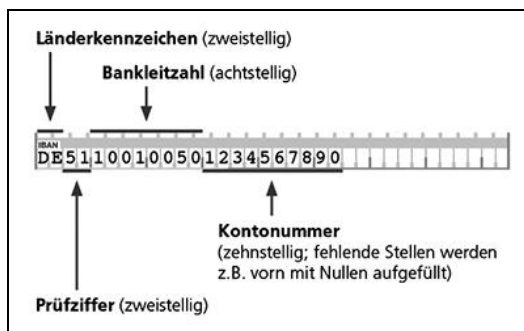 Länderkennzeichen (zweistellig)
Bankleitzahl (achtstellig)
IBAN
DE51100100501234567890
Kontonummer
(zehnstellig; fehlende Stellen werden
z.B. vorn mit Nullen aufgefüllt)
Prüfziffer (zweistellig)